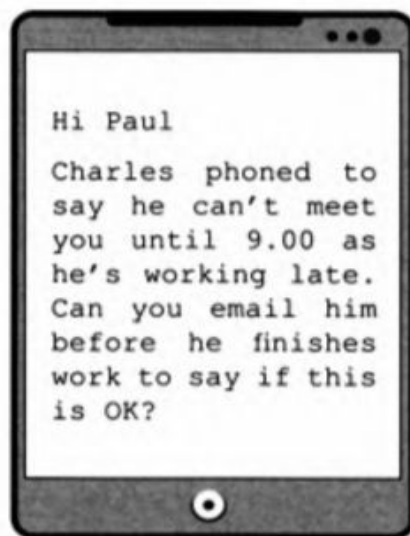 Hi Paul
Charles phoned to
say he can't meet
you until 9.00 as
he's working late.
Can you email him
before he finishes
work to say if this
is OK?